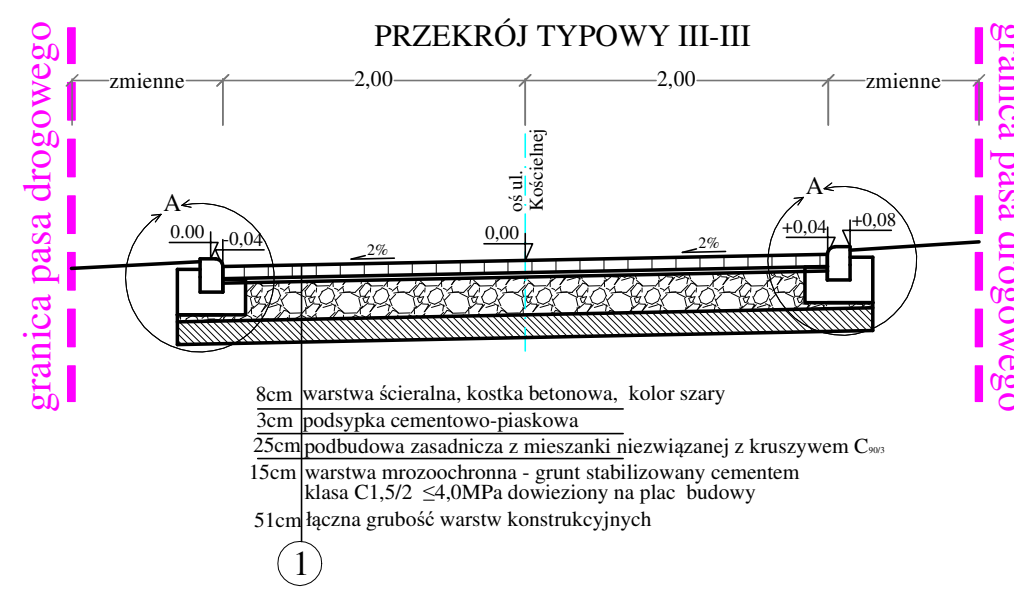 PRZEKRÓJ TYPOWY III-III
zmienne 2,00 2,00 zmienne
granica pasa drogowego
granica pasa drogowego
oś ul.
Kościelnej
A
A
0.00 -0,04 2% 0,00 2% +0,04 +0,08
8cm warstwa ścieralna, kostka betonowa, kolor szary
3cm podsypka cementowo-piaskowa
25cm podbudowa zasadnicza z mieszanki niezwiązanej z kruszywem C90/3
15cm warstwa mrozoochronna - grunt stabilizowany cementem
klasa C1,5/2 ≤4,0MPa dowieziony na plac budowy
51cm łączna grubość warstw konstrukcyjnych
1